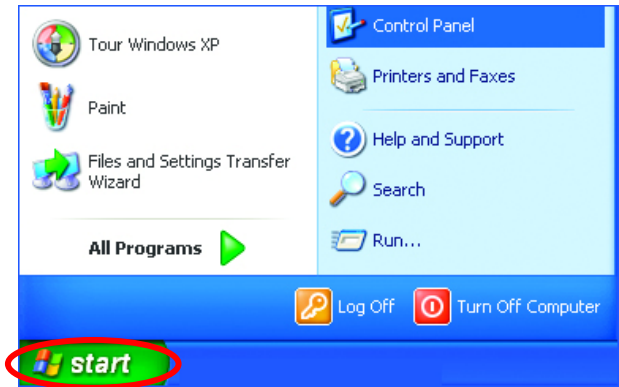 Tour Windows XP
Paint
Files and Settings Transfer
Wizard
All Programs
Control Panel
Printers and Faxes
Help and Support
Search
Run...
Log Off
Turn Off Computer
start